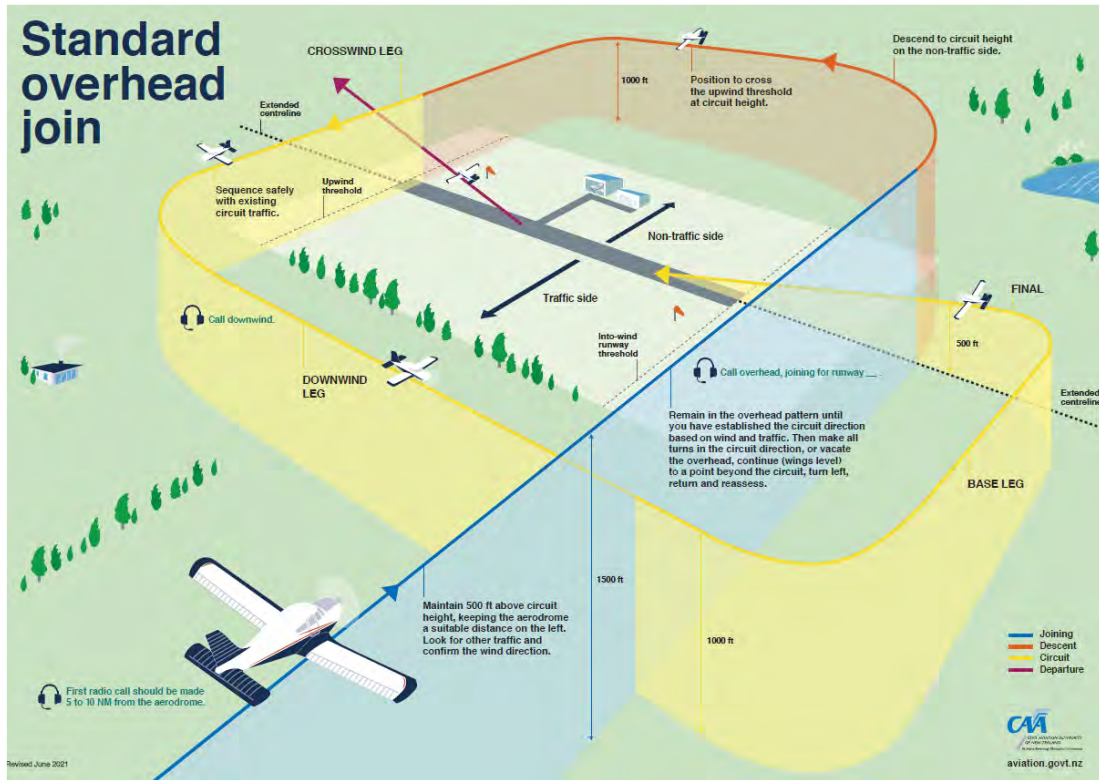 Standard
overhead
join
CROSSWIND LEG
Extended
centreline
1000 ft
Position to cross
the upwind threshold
at circuit height.
Descend to circuit height
on the non-traffic side.
Sequence safely
with existing
circuit traffic.
Upwind
threshold
Non-traffic side
Traffic side
Call downwind.
DOWNWIND
LEG
Into-wind
runway
threshold
FINAL
500 ft
Call overhead, joining for runway __.
Extended
centreline
Remain in the overhead pattern until
you have established the circuit direction
based on wind and traffic. Then make all
turns in the circuit direction, or vacate
the overhead, continue (wings level)
to a point beyond the circuit, turn left,
return and reassess.
BASE LEG
1500 ft
1000 ft
Maintain 500 ft above circuit
height, keeping the aerodrome
a suitable distance on the left.
Look for other traffic and
confirm the wind direction.
First radio call should be made
5 to 10 NM from the aerodrome.
Joining
Descent
Circuit
Departure
CAA
CIVIL AVIATION AUTHORITY
OF NEW ZEALAND
aviation.govt.nz
Revised June 2021